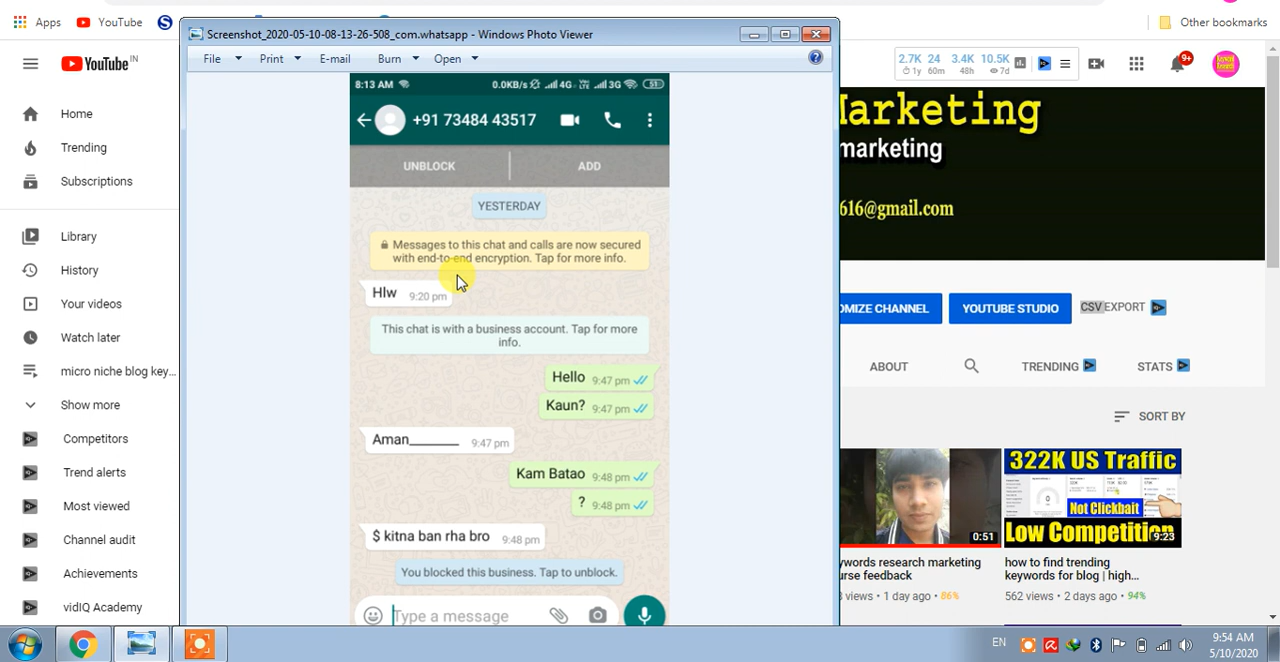 Apps
YouTube
Other bookmarks
Screenshot_2020-05-10-08-13-26-508_com.whatsapp - Windows Photo Viewer
File
Print
E-mail
Burn
Open
YouTube IN
2.7K 24 3.4K 10.5K
1y 60m 48h 7d
9+
Home
Trending
Subscriptions
Library
History
Your videos
Watch later
micro niche blog key...
Show more
Competitors
Trend alerts
Most viewed
Channel audit
Achievements
vidIQ Academy
8:13 AM
0.0KB/s 4G 3G 51
+91 73484 43517
UNBLOCK
ADD
YESTERDAY
Messages to this chat and calls are now secured
with end-to-end encryption. Tap for more info.
Hlw 9:20 pm
This chat is with a business account. Tap for more
info.
Hello 9:47 pm
Kaun? 9:47 pm
Aman_______ 9:47 pm
Kam Batao 9:48 pm
? 9:48 pm
$ kitna ban rha bro 9:48 pm
You blocked this business. Tap to unblock.
Type a message
Marketing
marketing
616@gmail.com
OMIZE CHANNEL
YOUTUBE STUDIO
CSV EXPORT
ABOUT
TRENDING
STATS
SORT BY
0:51
322K US Traffic
Not Clickbait
Low Competition
9:23
ywords research marketing
urse feedback
views • 1 day ago • 86%
how to find trending
keywords for blog | high...
562 views • 2 days ago • 94%
EN
9:54 AM
5/10/2020